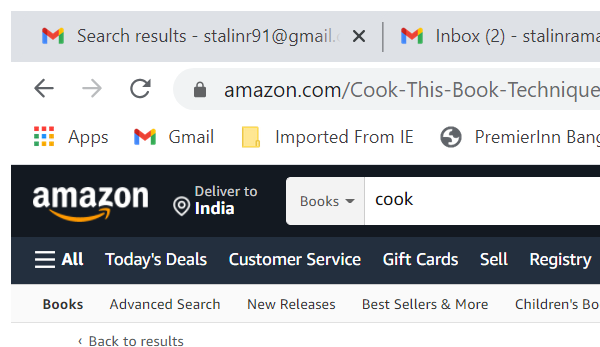 Search results - stalinr91@gmail.c Inbox (2) - stalinrama
amazon.com/Cook-This-Book-Technique
Apps Gmail Imported From IE PremierInn Bang
amazon Deliver to India Books cook
All Today's Deals Customer Service Gift Cards Sell Registry
Books Advanced Search New Releases Best Sellers & More Children's Bo
‹ Back to results